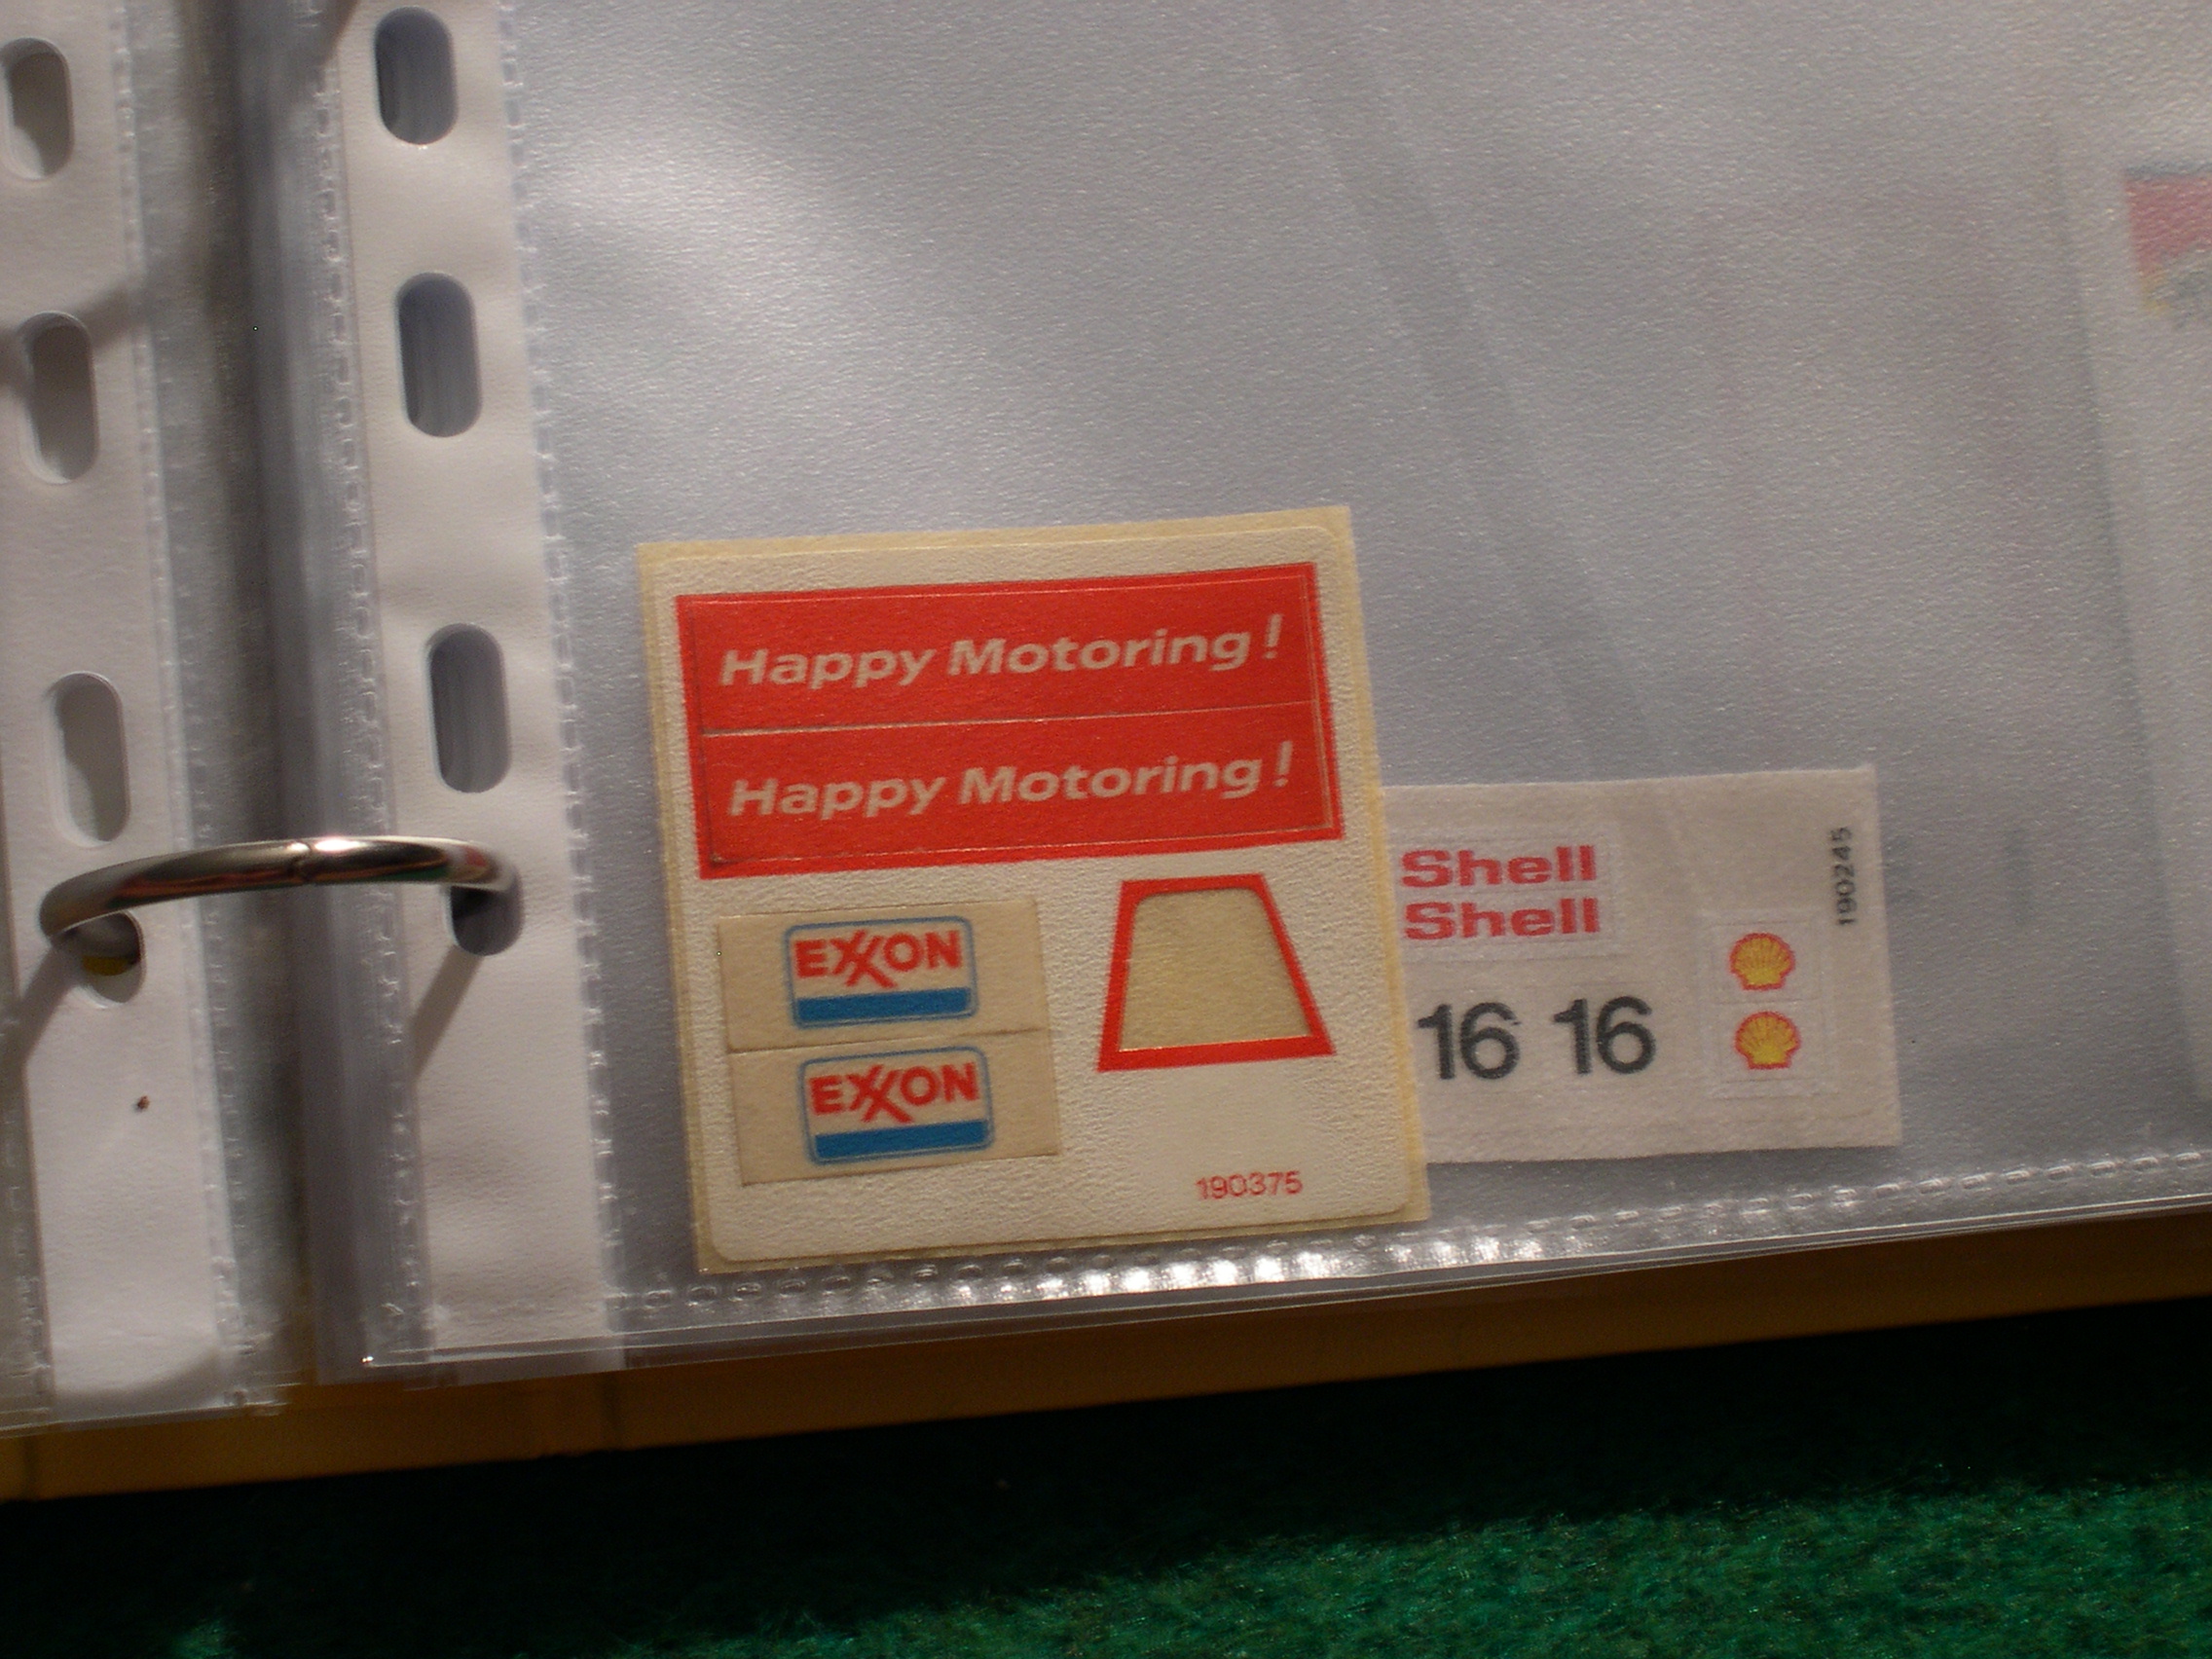 Happy Motoring!
Happy Motoring!
EXXON
EXXON
190375
Shell
Shell
16 16
190245